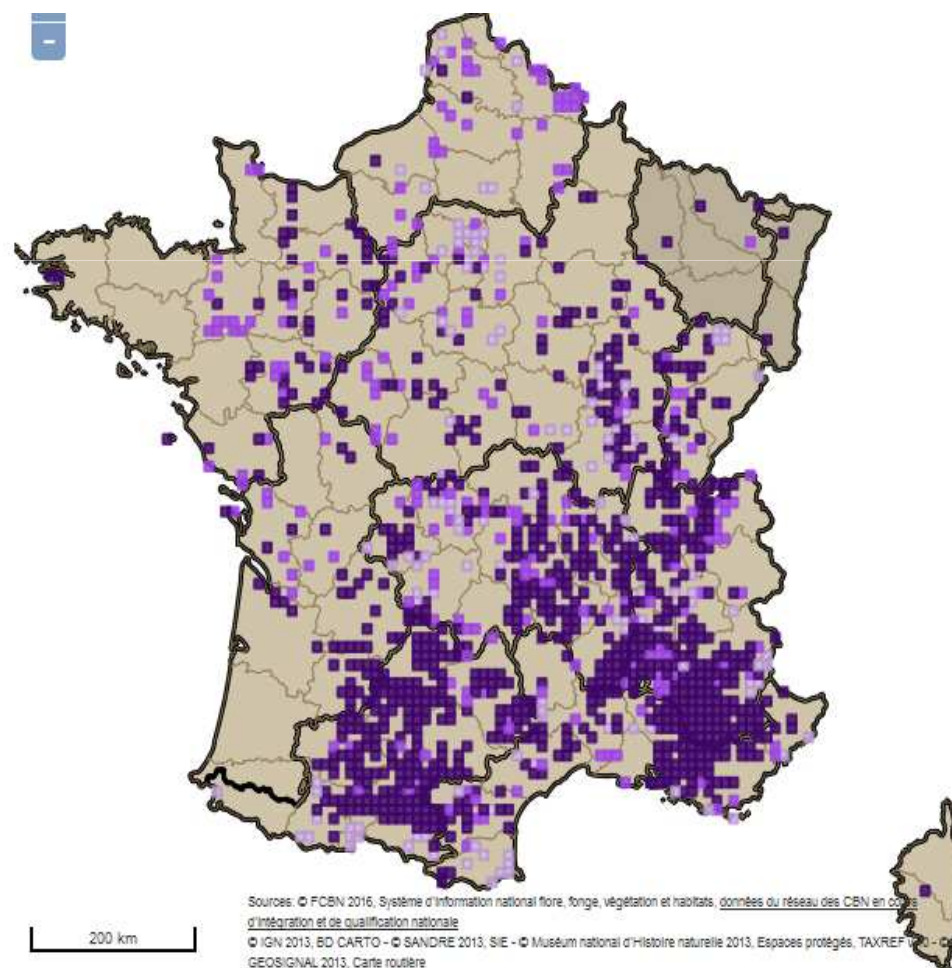 -
Sources: © FCBN 2016, Système d'information national flore, fonge, végétation et habitats, données du réseau des CBN en cours
d'intégration et de qualification nationale
200 km
© IGN 2013, BD CARTO - © SANDRE 2013, SIE - © Muséum national d'Histoire naturelle 2013, Espaces protégés, TAXREF - ©
GEOSIGNAL 2013, Carte routière